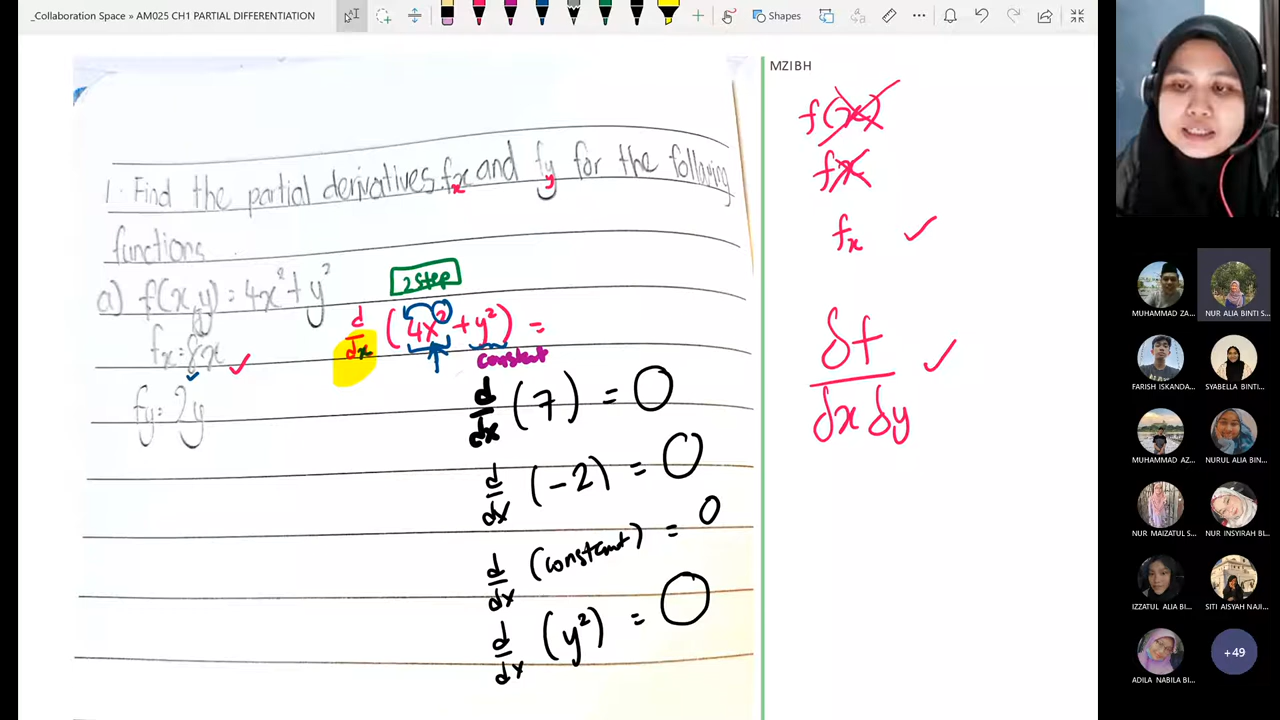 _Collaboration Space » AM025 CH1 PARTIAL DIFFERENTIATION
Shapes
1. Find the partial derivatives fx and fy for the following
functions.
a) f(x,y) = 4x² + y²
fx = 8x
fy = 2y
2 Step
d/dx (4x² + y²) =
constant
d/dx (7) = 0
d/dx (-2) = 0
d/dx (constant) = 0
d/dx (y²) = 0
MZIBH
f(x)
fx
fx ✓
δf/δxδy ✓
MUHAMMAD ZA...
NUR ALIA BINTI S...
FARISH ISKANDA...
SYABELLA BINTI...
MUHAMMAD AZ...
NURUL ALIA BIN...
NUR MAIZATUL S...
NUR INSYIRAH BI...
IZZATUL ALIA BI...
SITI AISYAH NAJI...
ADILA NABILA BI...
+49